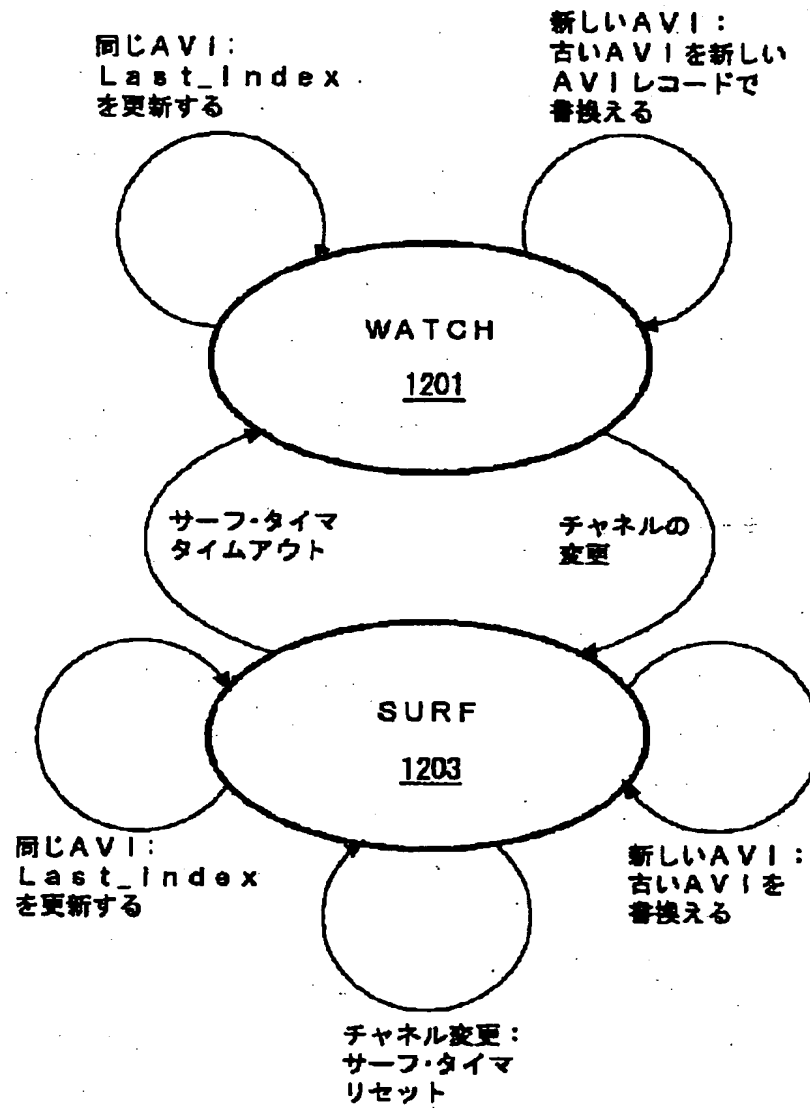 同じAVI:
Last_Index
を更新する
新しいAVI:
古いAVIを新しい
AVIレコードで
書換える
WATCH
1201
サーフ・タイマ
タイムアウト
チャネルの
変更
SURF
1203
同じAVI:
Last_Index
を更新する
新しいAVI:
古いAVIを
書換える
チャネル変更:
サーフ・タイマ
リセット